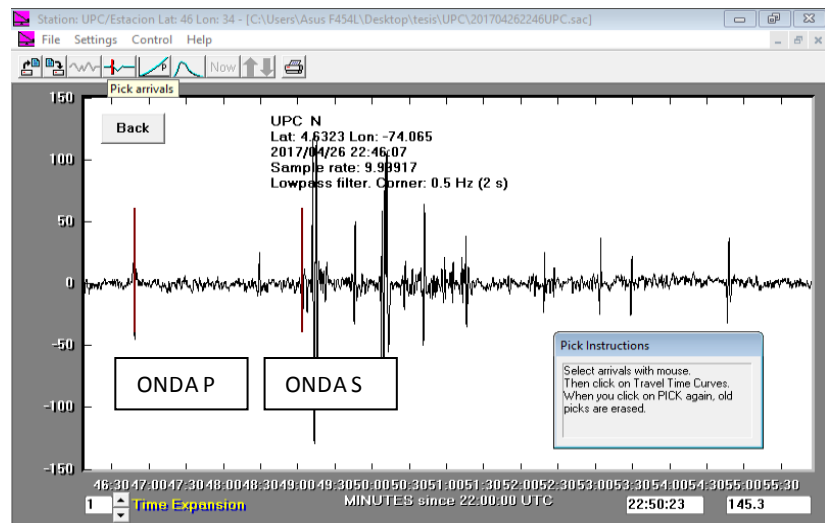 Station: UPC/Estacion Lat: 46 Lon: 34 - [C:\Users\Asus F454L\Desktop\tesis\UPC\201704262246UPC.sac]
File Settings Control Help
P Now
Pick arrivals
Back
UPC N
Lat: 4.6323 Lon: -74.065
2017/04/26 22:46:07
Sample rate: 9.99917
Lowpass filter. Corner: 0.5 Hz (2 s)
150
100
50
0
-50
-100
-150
ONDA P
ONDA S
Pick Instructions
Select arrivals with mouse.
Then click on Travel Time Curves.
When you click on PICK again, old
picks are erased.
46:30 47:00 47:30 48:00 48:30 49:00 49:30 50:00 50:30 51:00 51:30 52:00 52:30 53:00 53:30 54:00 54:30 55:00 55:30
1 Time Expansion MINUTES since 22:00:00 UTC 22:50:23 145.3